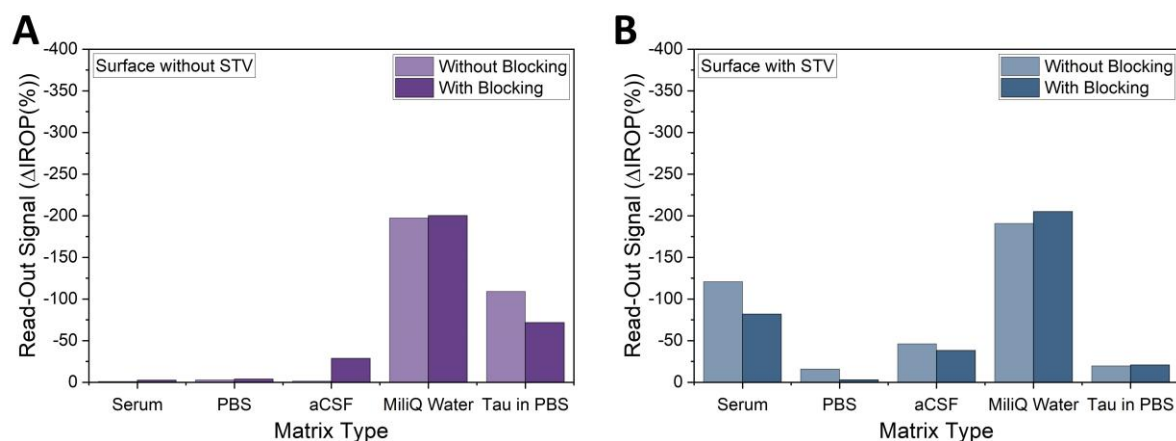 A
Surface without STV
Without Blocking
With Blocking
Read-Out Signal (ΔIROP(%))
-400
-350
-300
-250
-200
-150
-100
-50
0
Serum PBS aCSF MiliQ Water Tau in PBS
Matrix Type
B
Surface with STV
Without Blocking
With Blocking
Read-Out Signal (ΔIROP(%))
-400
-350
-300
-250
-200
-150
-100
-50
0
Serum PBS aCSF MiliQ Water Tau in PBS
Matrix Type